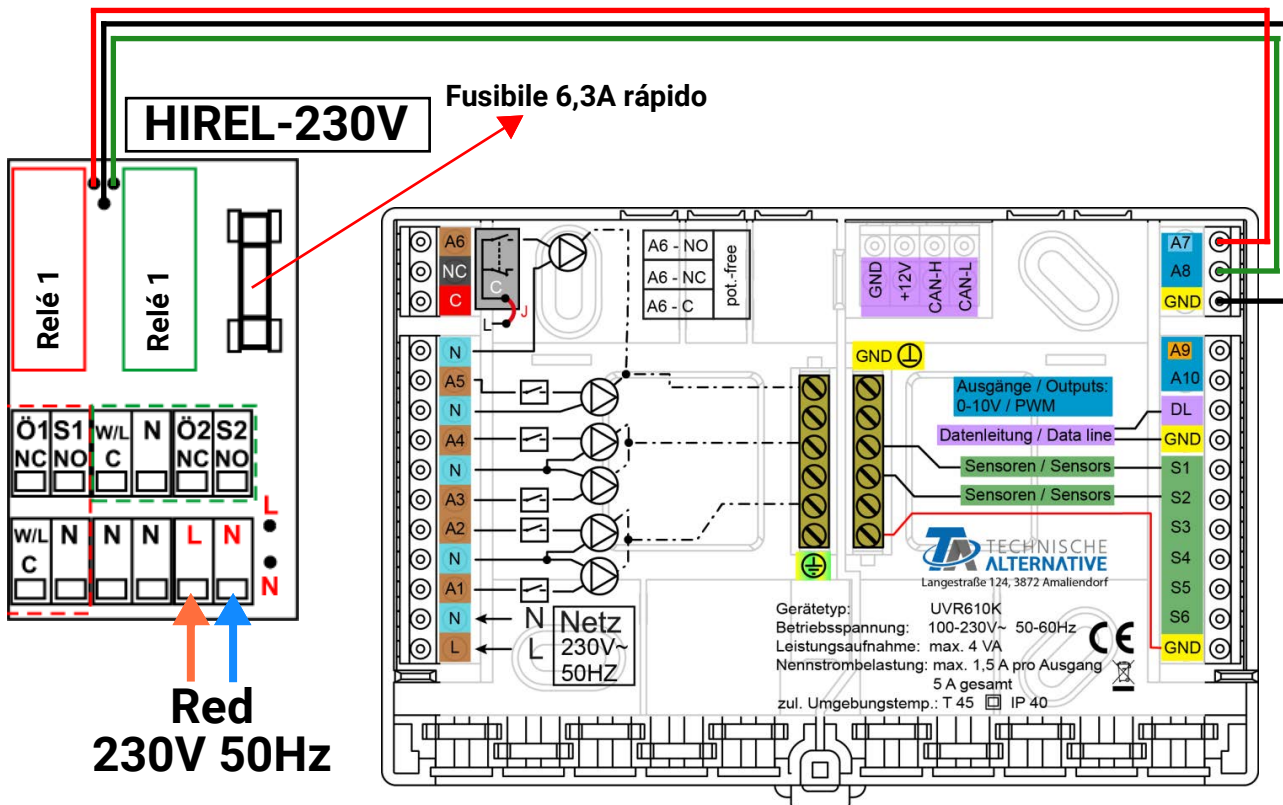 Fusibile 6,3A rápido
HIREL-230V
Relé 1
Relé 1
Ö1 S1 W/L N Ö2 S2
NC NO C NC NO
L
W/L N N N L N
C
N
Red
230V 50Hz
A6
NC
C
N
A5
N
A4
N
A3
A2
N
A1
N
L
C
J
L
A6 - NO
A6 - NC
A6 - C
pot.-free
N Netz
L 230V~
50HZ
GND
+12V
CAN-H
CAN-L
GND
Ausgänge / Outputs:
0-10V / PWM
Datenleitung / Data line
Sensoren / Sensors
Sensoren / Sensors
A7
A8
GND
A9
A10
DL
GND
S1
S2
S3
S4
S5
S6
GND
TA TECHNISCHE
ALTERNATIVE
Langestraße 124, 3872 Amaliendorf
Gerätetyp: UVR610K
Betriebsspannung: 100-230V~ 50-60Hz
Leistungsaufnahme: max. 4 VA
Nennstrombelastung: max. 1,5 A pro Ausgang
5 A gesamt
zul. Umgebungstemp.: T 45 IP 40
CE